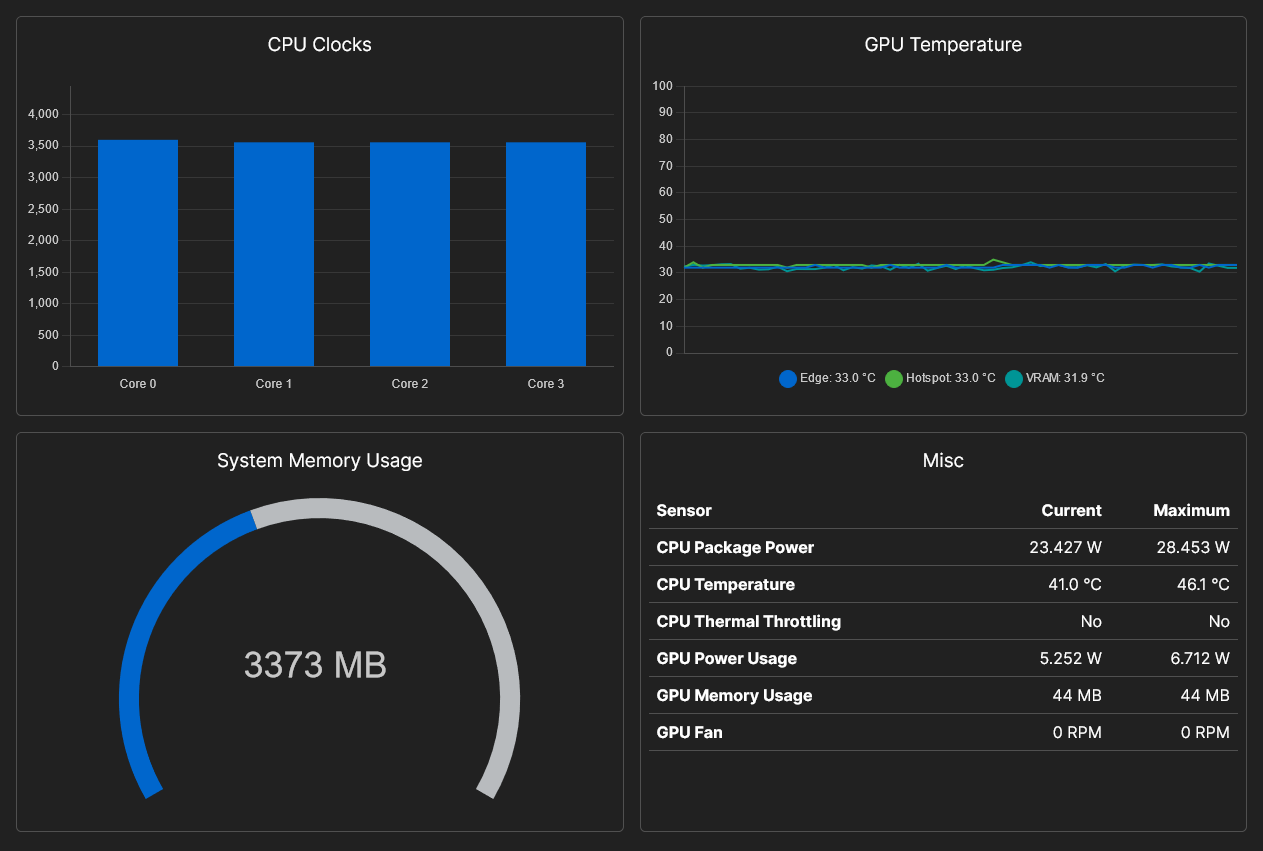 CPU Clocks
4,000
3,500
3,000
2,500
2,000
1,500
1,000
500
0
Core 0 Core 1 Core 2 Core 3
GPU Temperature
100
90
80
70
60
50
40
30
20
10
0
Edge: 33.0 °C Hotspot: 33.0 °C VRAM: 31.9 °C
System Memory Usage
3373 MB
Misc
Sensor Current Maximum
CPU Package Power 23.427 W 28.453 W
CPU Temperature 41.0 °C 46.1 °C
CPU Thermal Throttling No No
GPU Power Usage 5.252 W 6.712 W
GPU Memory Usage 44 MB 44 MB
GPU Fan 0 RPM 0 RPM